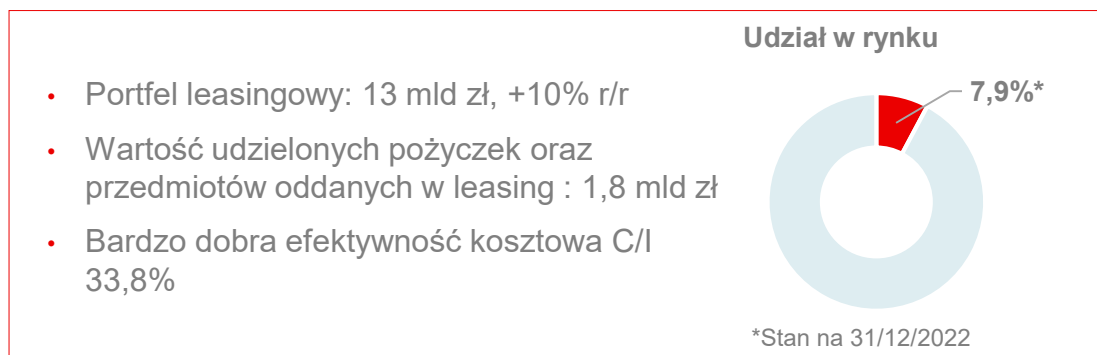 Udział w rynku
• Portfel leasingowy: 13 mld zł, +10% r/r
• Wartość udzielonych pożyczek oraz
przedmiotów oddanych w leasing : 1,8 mld zł
• Bardzo dobra efektywność kosztowa C/I
33,8%
7,9%*
*Stan na 31/12/2022